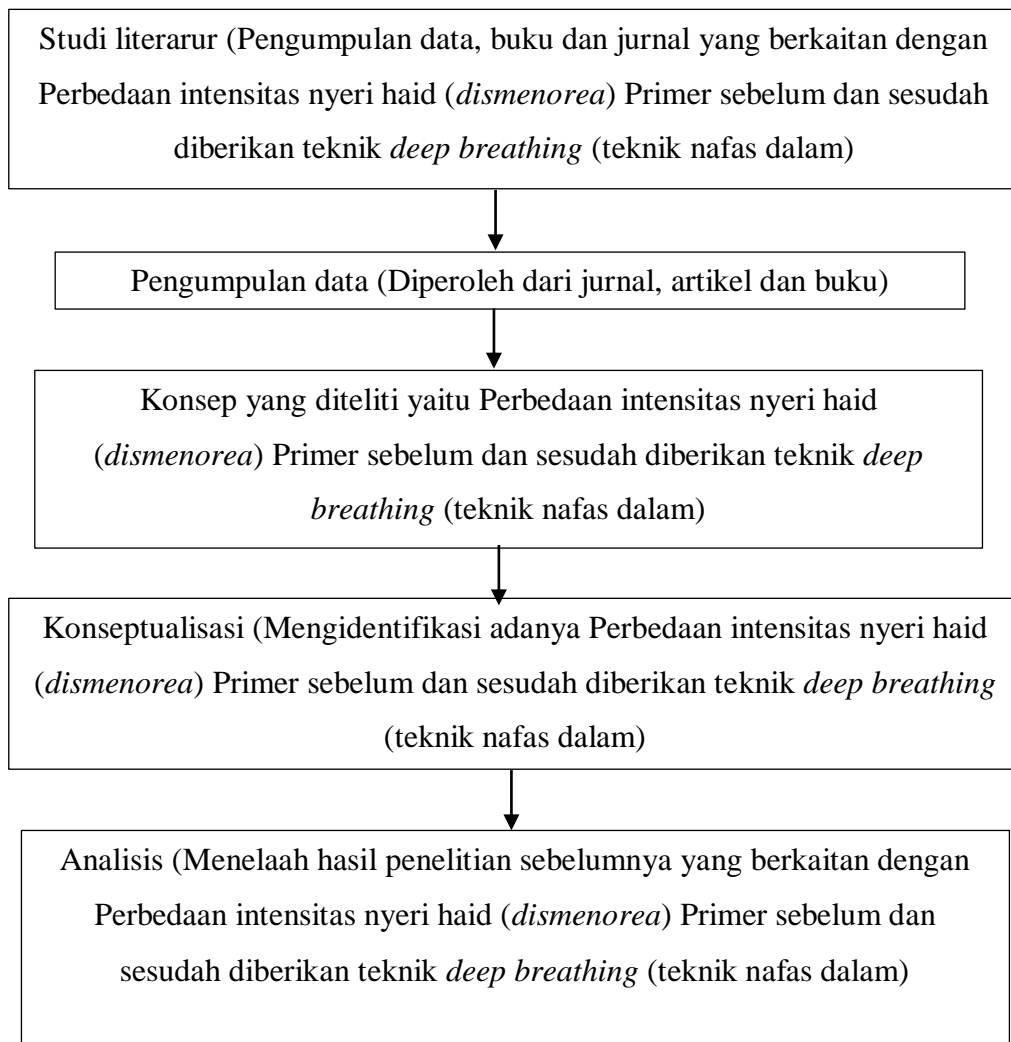 Studi literarur (Pengumpulan data, buku dan jurnal yang berkaitan dengan
Perbedaan intensitas nyeri haid (dismenorea) Primer sebelum dan sesudah
diberikan teknik deep breathing (teknik nafas dalam)
Pengumpulan data (Diperoleh dari jurnal, artikel dan buku)
Konsep yang diteliti yaitu Perbedaan intensitas nyeri haid
(dismenorea) Primer sebelum dan sesudah diberikan teknik deep
breathing (teknik nafas dalam)
Konseptualisasi (Mengidentifikasi adanya Perbedaan intensitas nyeri haid
(dismenorea) Primer sebelum dan sesudah diberikan teknik deep breathing
(teknik nafas dalam)
Analisis (Menelaah hasil penelitian sebelumnya yang berkaitan dengan
Perbedaan intensitas nyeri haid (dismenorea) Primer sebelum dan
sesudah diberikan teknik deep breathing (teknik nafas dalam)